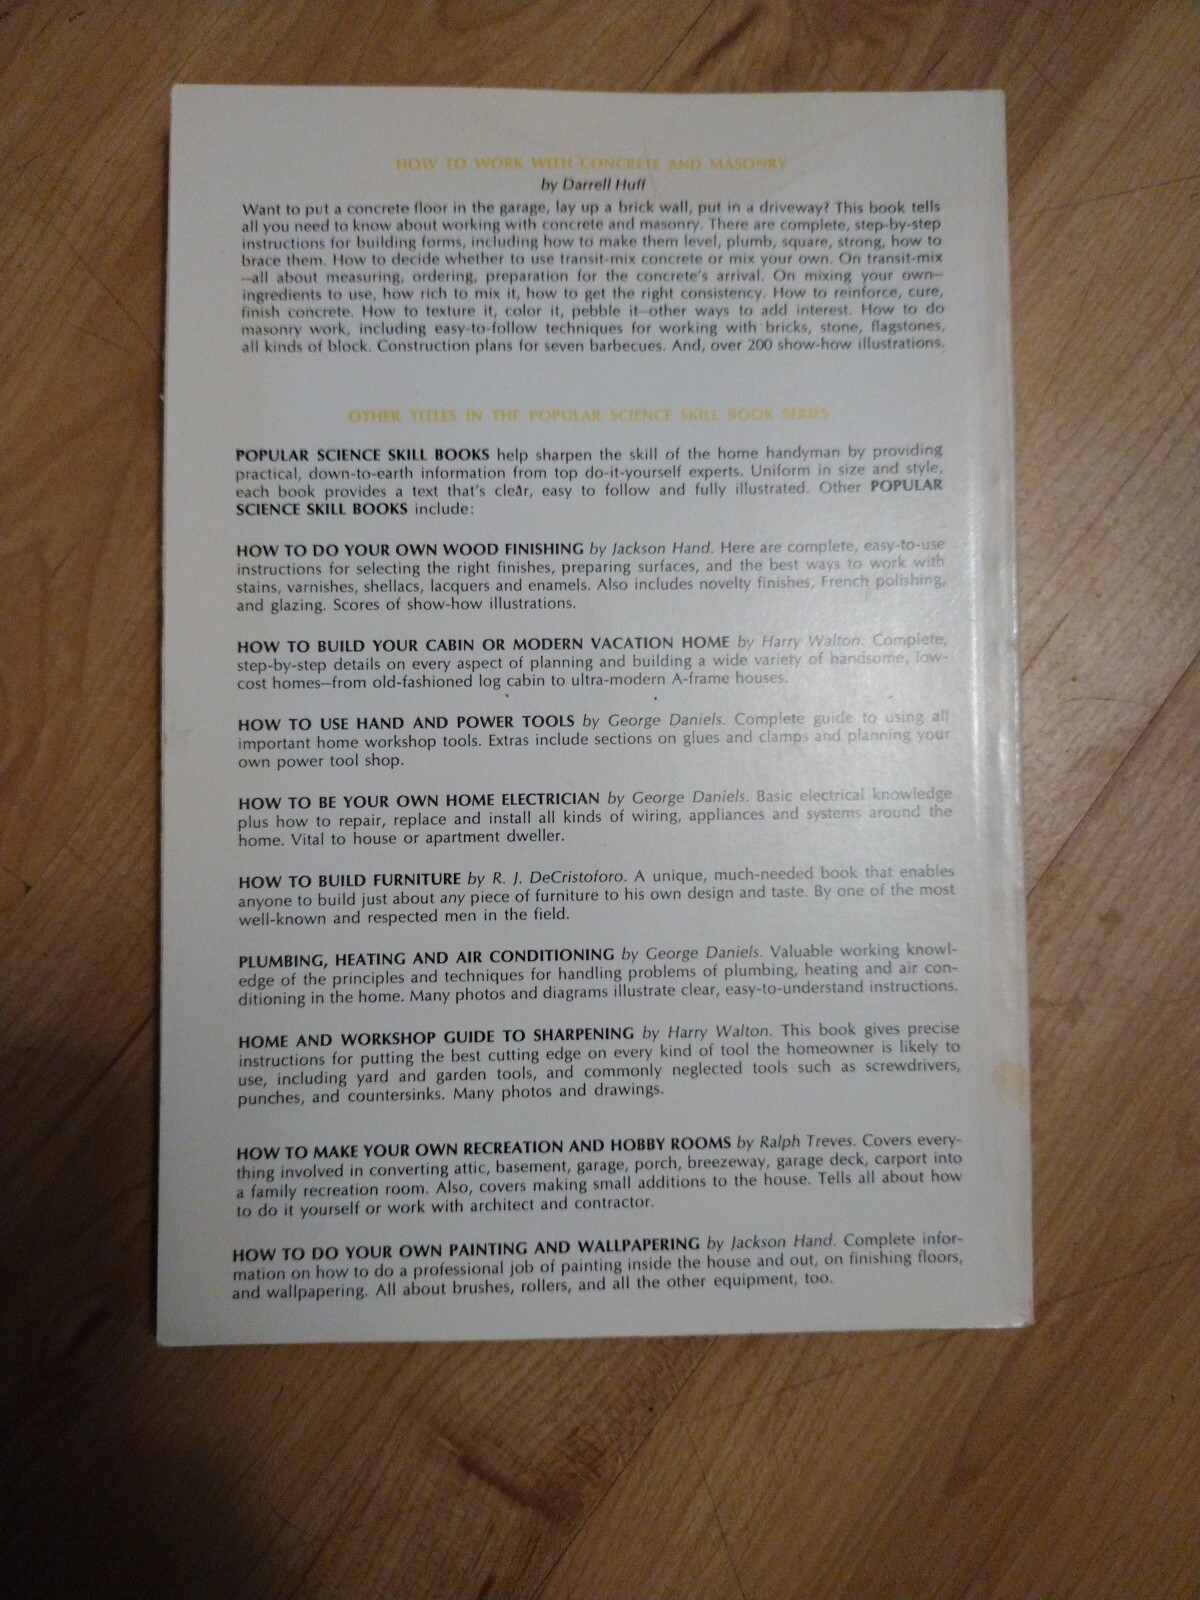 HOW TO WORK WITH CONCRETE AND MASONRY
by Darrell Huff
Want to put a concrete floor in the garage, lay up a brick wall, put in a driveway? This book tells
all you need to know about working with concrete and masonry. There are complete, step-by-step
instructions for building forms, including how to make them level, plumb, square, strong, how to
brace them. How to decide whether to use transit-mix concrete or mix your own. On transit-mix
—all about measuring, ordering, preparation for the concrete's arrival. On mixing your own—
ingredients to use, how rich to mix it, how to get the right consistency. How to reinforce, cure,
finish concrete. How to texture it, color it, pebble it—other ways to add interest. How to do
masonry work, including easy-to-follow techniques for working with bricks, stone, flagstones,
all kinds of block. Construction plans for seven barbecues. And, over 200 show-how illustrations.
OTHER TITLES IN THE POPULAR SCIENCE SKILL BOOK SERIES
POPULAR SCIENCE SKILL BOOKS help sharpen the skill of the home handyman by providing
practical, down-to-earth information from top do-it-yourself experts. Uniform in size and style,
each book provides a text that's clear, easy to follow and fully illustrated. Other POPULAR
SCIENCE SKILL BOOKS include:
HOW TO DO YOUR OWN WOOD FINISHING by Jackson Hand. Here are complete, easy-to-use
instructions for selecting the right finishes, preparing surfaces, and the best ways to work with
stains, varnishes, shellacs, lacquers and enamels. Also includes novelty finishes, French polishing,
and glazing. Scores of show-how illustrations.
HOW TO BUILD YOUR CABIN OR MODERN VACATION HOME by Harry Walton. Complete,
step-by-step details on every aspect of planning and building a wide variety of handsome, low-
cost homes—from old-fashioned log cabin to ultra-modern A-frame houses.
HOW TO USE HAND AND POWER TOOLS by George Daniels. Complete guide to using all
important home workshop tools. Extras include sections on glues and clamps and planning your
own power tool shop.
HOW TO BE YOUR OWN HOME ELECTRICIAN by George Daniels. Basic electrical knowledge
plus how to repair, replace and install all kinds of wiring, appliances and systems around the
home. Vital to house or apartment dweller.
HOW TO BUILD FURNITURE by R. J. DeCristoforo. A unique, much-needed book that enables
anyone to build just about any piece of furniture to his own design and taste. By one of the most
well-known and respected men in the field.
PLUMBING, HEATING AND AIR CONDITIONING by George Daniels. Valuable working knowl-
edge of the principles and techniques for handling problems of plumbing, heating and air con-
ditioning in the home. Many photos and diagrams illustrate clear, easy-to-understand instructions.
HOME AND WORKSHOP GUIDE TO SHARPENING by Harry Walton. This book gives precise
instructions for putting the best cutting edge on every kind of tool the homeowner is likely to
use, including yard and garden tools, and commonly neglected tools such as screwdrivers,
punches, and countersinks. Many photos and drawings.
HOW TO MAKE YOUR OWN RECREATION AND HOBBY ROOMS by Ralph Treves. Covers every-
thing involved in converting attic, basement, garage, porch, breezeway, garage deck, carport into
a family recreation room. Also, covers making small additions to the house. Tells all about how
to do it yourself or work with architect and contractor.
HOW TO DO YOUR OWN PAINTING AND WALLPAPERING by Jackson Hand. Complete infor-
mation on how to do a professional job of painting inside the house and out, on finishing floors,
and wallpapering. All about brushes, rollers, and all the other equipment, too.